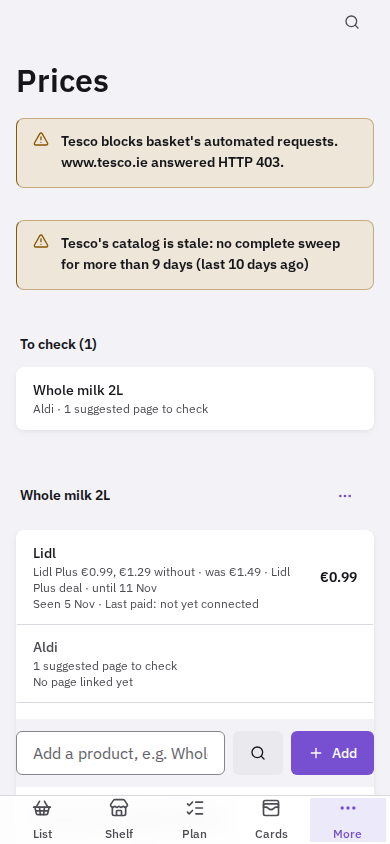 Prices
Tesco blocks basket's automated requests.
www.tesco.ie answered HTTP 403.
Tesco's catalog is stale: no complete sweep
for more than 9 days (last 10 days ago)
To check (1)
Whole milk 2L
Aldi · 1 suggested page to check
Whole milk 2L
Lidl
Lidl Plus €0.99, €1.29 without · was €1.49 · Lidl
Plus deal · until 11 Nov
Seen 5 Nov · Last paid: not yet connected
€0.99
Aldi
1 suggested page to check
No page linked yet
Add a product, e.g. Whol
Add
List
Shelf
Plan
Cards
More